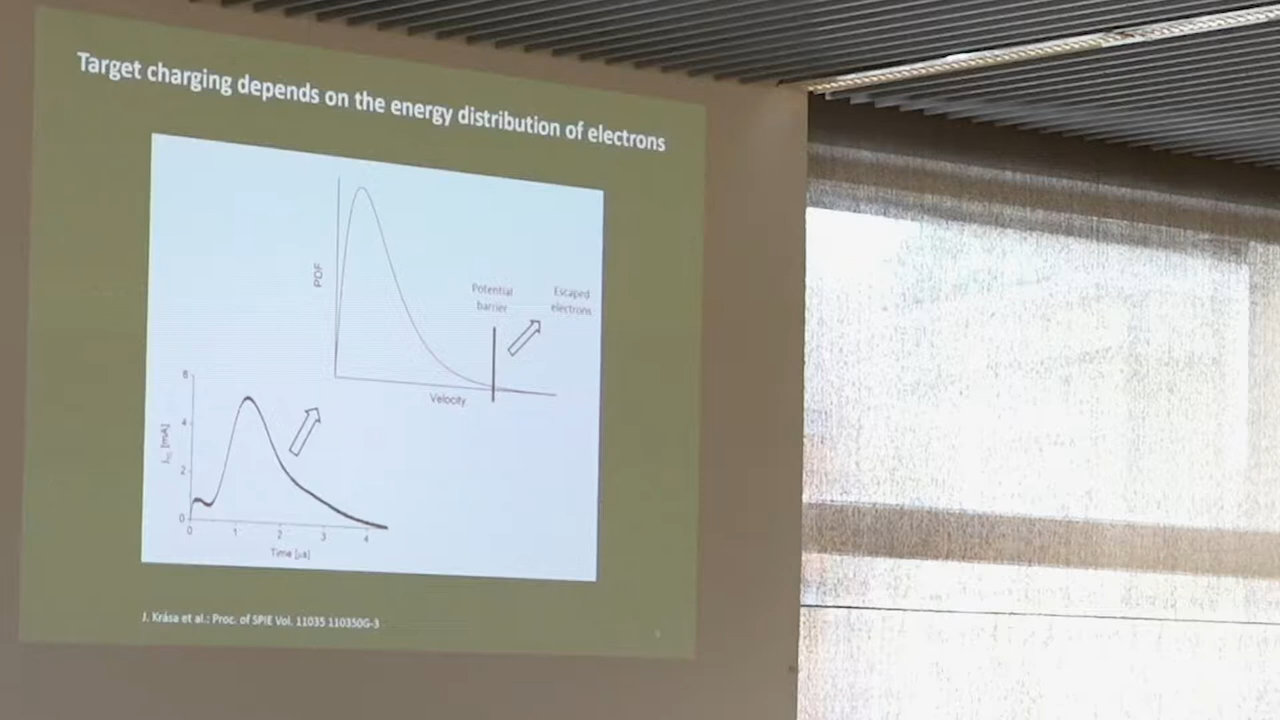 Target charging depends on the energy distribution of electrons
PDF
Potential
barrier
Escaped
electrons
Velocity
6
4
2
0
0 1 2 3 4
Time [µs]
J. Krása et al.: Proc. of SPIE Vol. 11035 110350G-3